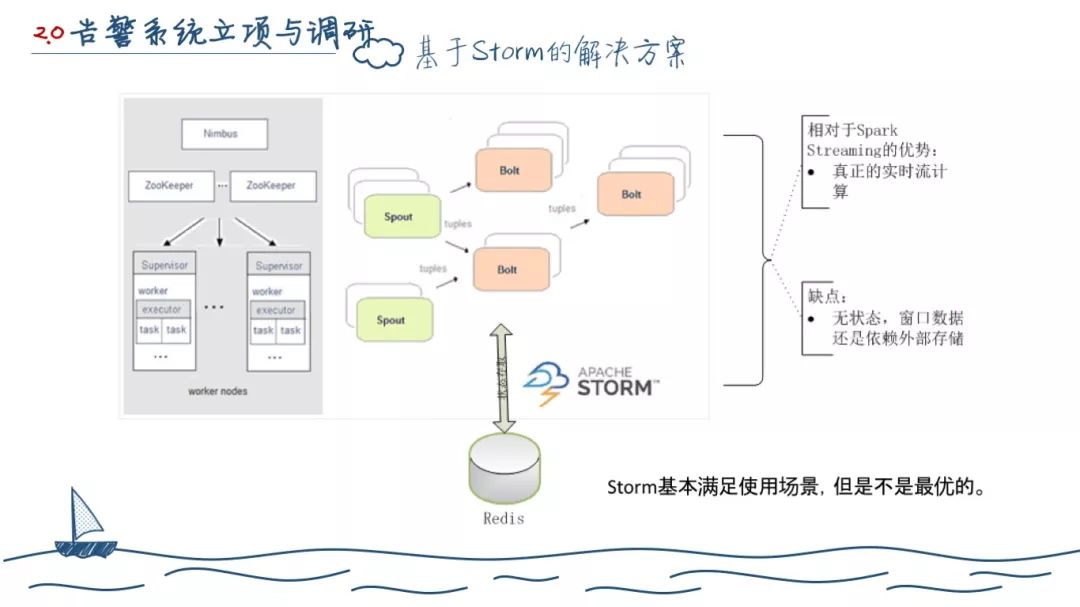 2.0 告警系统立项与调研
基于Storm的解决方案
Nimbus
ZooKeeper ... ZooKeeper
Supervisor
worker
executor
task task
...
...
Supervisor
worker
executor
task task
...
worker nodes
Spout
Spout
tuples
tuples
Bolt
Bolt
tuples
Bolt
状态存取
APACHE
STORM™
Redis
相对于Spark
Streaming的优势:
• 真正的实时流计
算
缺点:
• 无状态，窗口数据
还是依赖外部存储
Storm基本满足使用场景，但是不是最优的。